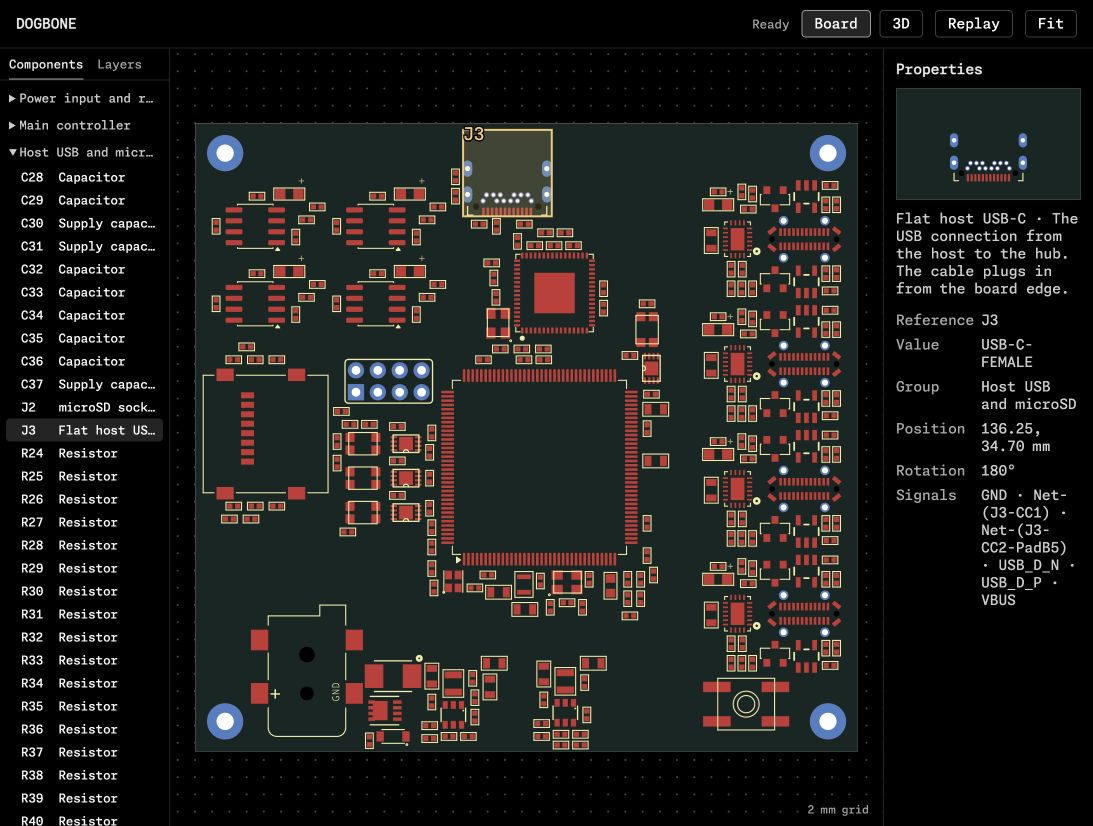 DOGBONE
Ready Board 3D Replay Fit
Components Layers
Power input and r…
Main controller
Host USB and micr…
C28 Capacitor
C29 Capacitor
C30 Supply capac…
C31 Supply capac…
C32 Capacitor
C33 Capacitor
C34 Capacitor
C35 Capacitor
C36 Capacitor
C37 Supply capac…
J2 microSD sock…
J3 Flat host US…
R24 Resistor
R25 Resistor
R26 Resistor
R27 Resistor
R28 Resistor
R29 Resistor
R30 Resistor
R31 Resistor
R32 Resistor
R33 Resistor
R34 Resistor
R35 Resistor
R36 Resistor
R37 Resistor
R38 Resistor
R39 Resistor
R40 Resistor
J3
+
GND
2 mm grid
Properties
Flat host USB-C · The
USB connection from
the host to the hub.
The cable plugs in
from the board edge.
Reference J3
Value USB-C-
FEMALE
Group Host USB
and microSD
Position 136.25,
34.70 mm
Rotation 180°
Signals GND · Net-
(J3-CC1) ·
Net-(J3-
CC2-PadB5)
· USB_D_N ·
USB_D_P ·
VBUS